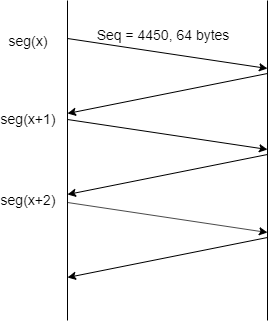 Seq = 4450, 64 bytes
seg(x)
seg(x+1)
seg(x+2)